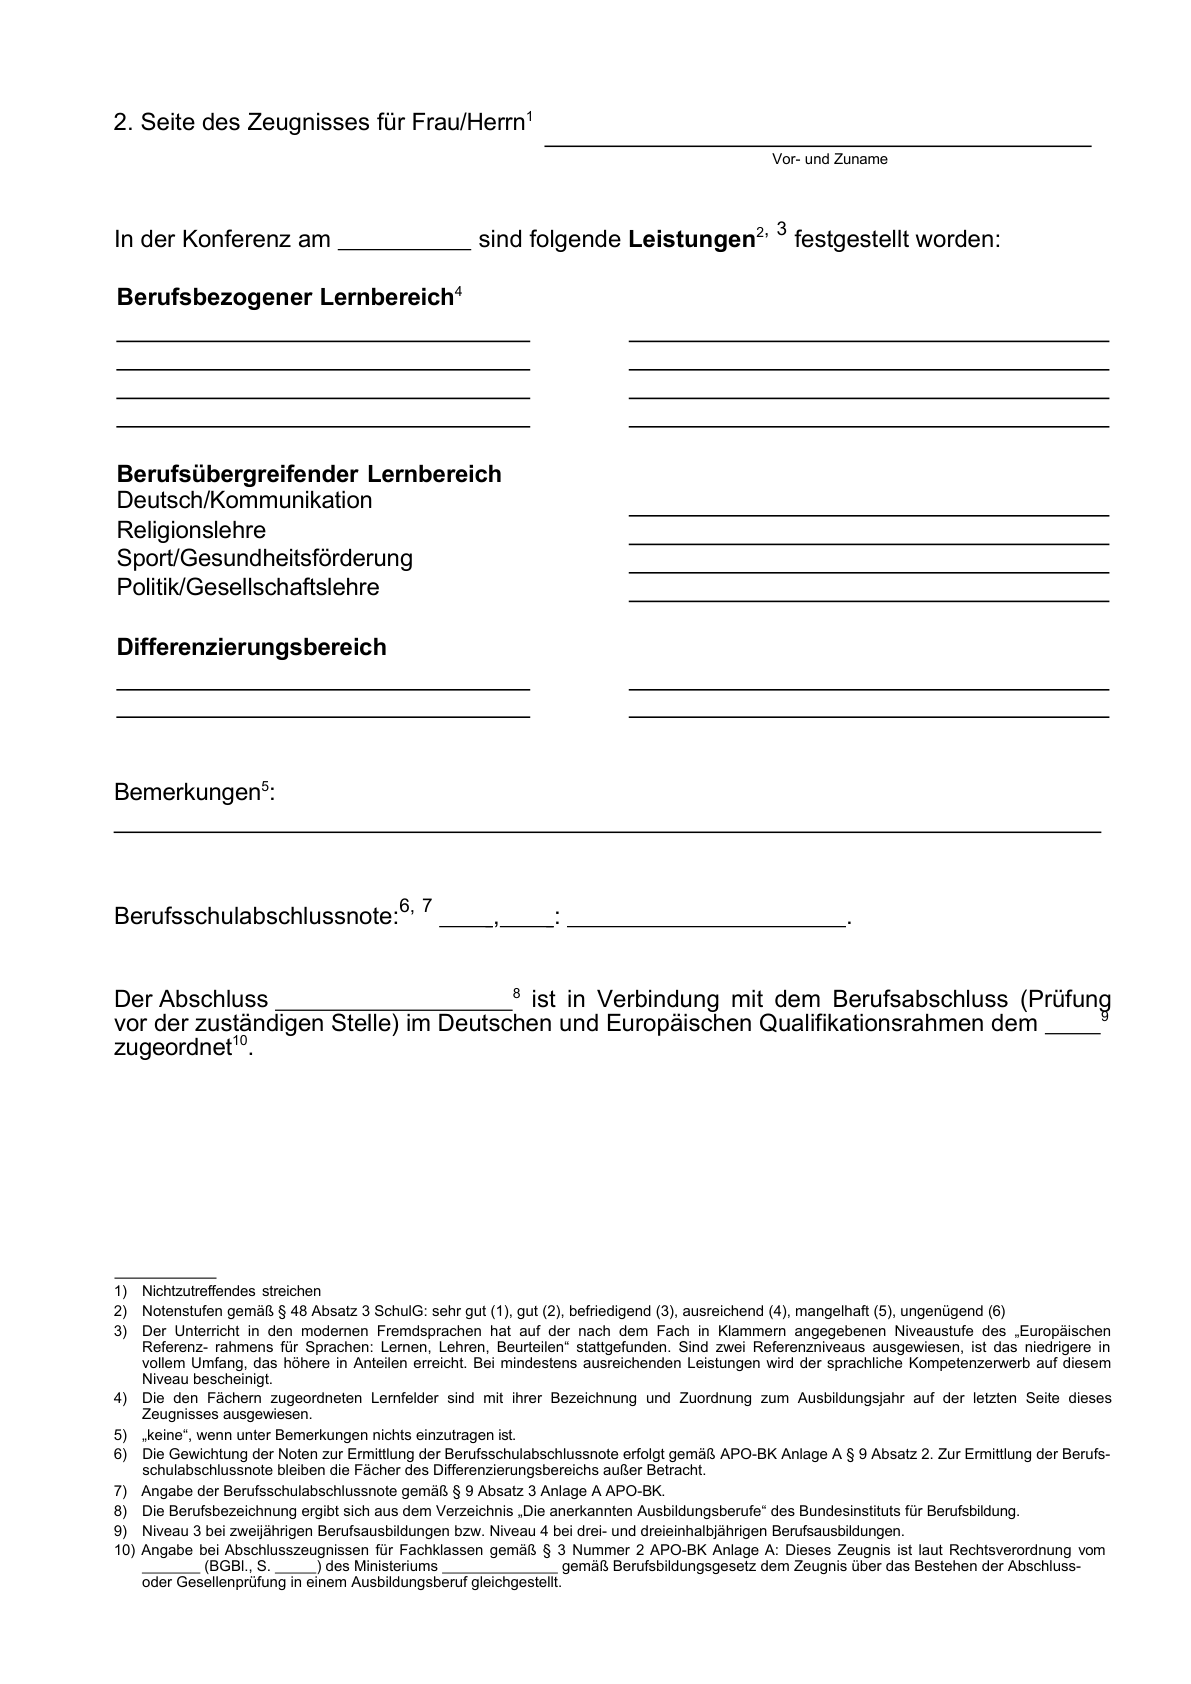 2. Seite des Zeugnisses für Frau/Herrn1
Vor- und Zuname
In der Konferenz am __________ sind folgende Leistungen2, 3 festgestellt worden:
Berufsbezogener Lernbereich4
Berufsübergreifender Lernbereich
Deutsch/Kommunikation
Religionslehre
Sport/Gesundheitsförderung
Politik/Gesellschaftslehre
Differenzierungsbereich
Bemerkungen5:
Berufsschulabschlussnote:6, 7 ____,____: _____________________.
Der Abschluss __________________8 ist in Verbindung mit dem Berufsabschluss (Prüfung
vor der zuständigen Stelle) im Deutschen und Europäischen Qualifikationsrahmen dem ____9
zugeordnet10.
1) Nichtzutreffendes streichen
2) Notenstufen gemäß § 48 Absatz 3 SchulG: sehr gut (1), gut (2), befriedigend (3), ausreichend (4), mangelhaft (5), ungenügend (6)
3) Der Unterricht in den modernen Fremdsprachen hat auf der nach dem Fach in Klammern angegebenen Niveaustufe des „Europäischen
Referenz- rahmens für Sprachen: Lernen, Lehren, Beurteilen“ stattgefunden. Sind zwei Referenzniveaus ausgewiesen, ist das niedrigere in
vollem Umfang, das höhere in Anteilen erreicht. Bei mindestens ausreichenden Leistungen wird der sprachliche Kompetenzerwerb auf diesem
Niveau bescheinigt.
4) Die den Fächern zugeordneten Lernfelder sind mit ihrer Bezeichnung und Zuordnung zum Ausbildungsjahr auf der letzten Seite dieses
Zeugnisses ausgewiesen.
5) „keine“, wenn unter Bemerkungen nichts einzutragen ist.
6) Die Gewichtung der Noten zur Ermittlung der Berufsschulabschlussnote erfolgt gemäß APO-BK Anlage A § 9 Absatz 2. Zur Ermittlung der Berufs-
schulabschlussnote bleiben die Fächer des Differenzierungsbereichs außer Betracht.
7) Angabe der Berufsschulabschlussnote gemäß § 9 Absatz 3 Anlage A APO-BK.
8) Die Berufsbezeichnung ergibt sich aus dem Verzeichnis „Die anerkannten Ausbildungsberufe“ des Bundesinstituts für Berufsbildung.
9) Niveau 3 bei zweijährigen Berufsausbildungen bzw. Niveau 4 bei drei- und dreieinhalbjährigen Berufsausbildungen.
10) Angabe bei Abschlusszeugnissen für Fachklassen gemäß § 3 Nummer 2 APO-BK Anlage A: Dieses Zeugnis ist laut Rechtsverordnung vom
_______ (BGBl., S. _____) des Ministeriums ______________ gemäß Berufsbildungsgesetz dem Zeugnis über das Bestehen der Abschluss-
oder Gesellenprüfung in einem Ausbildungsberuf gleichgestellt.